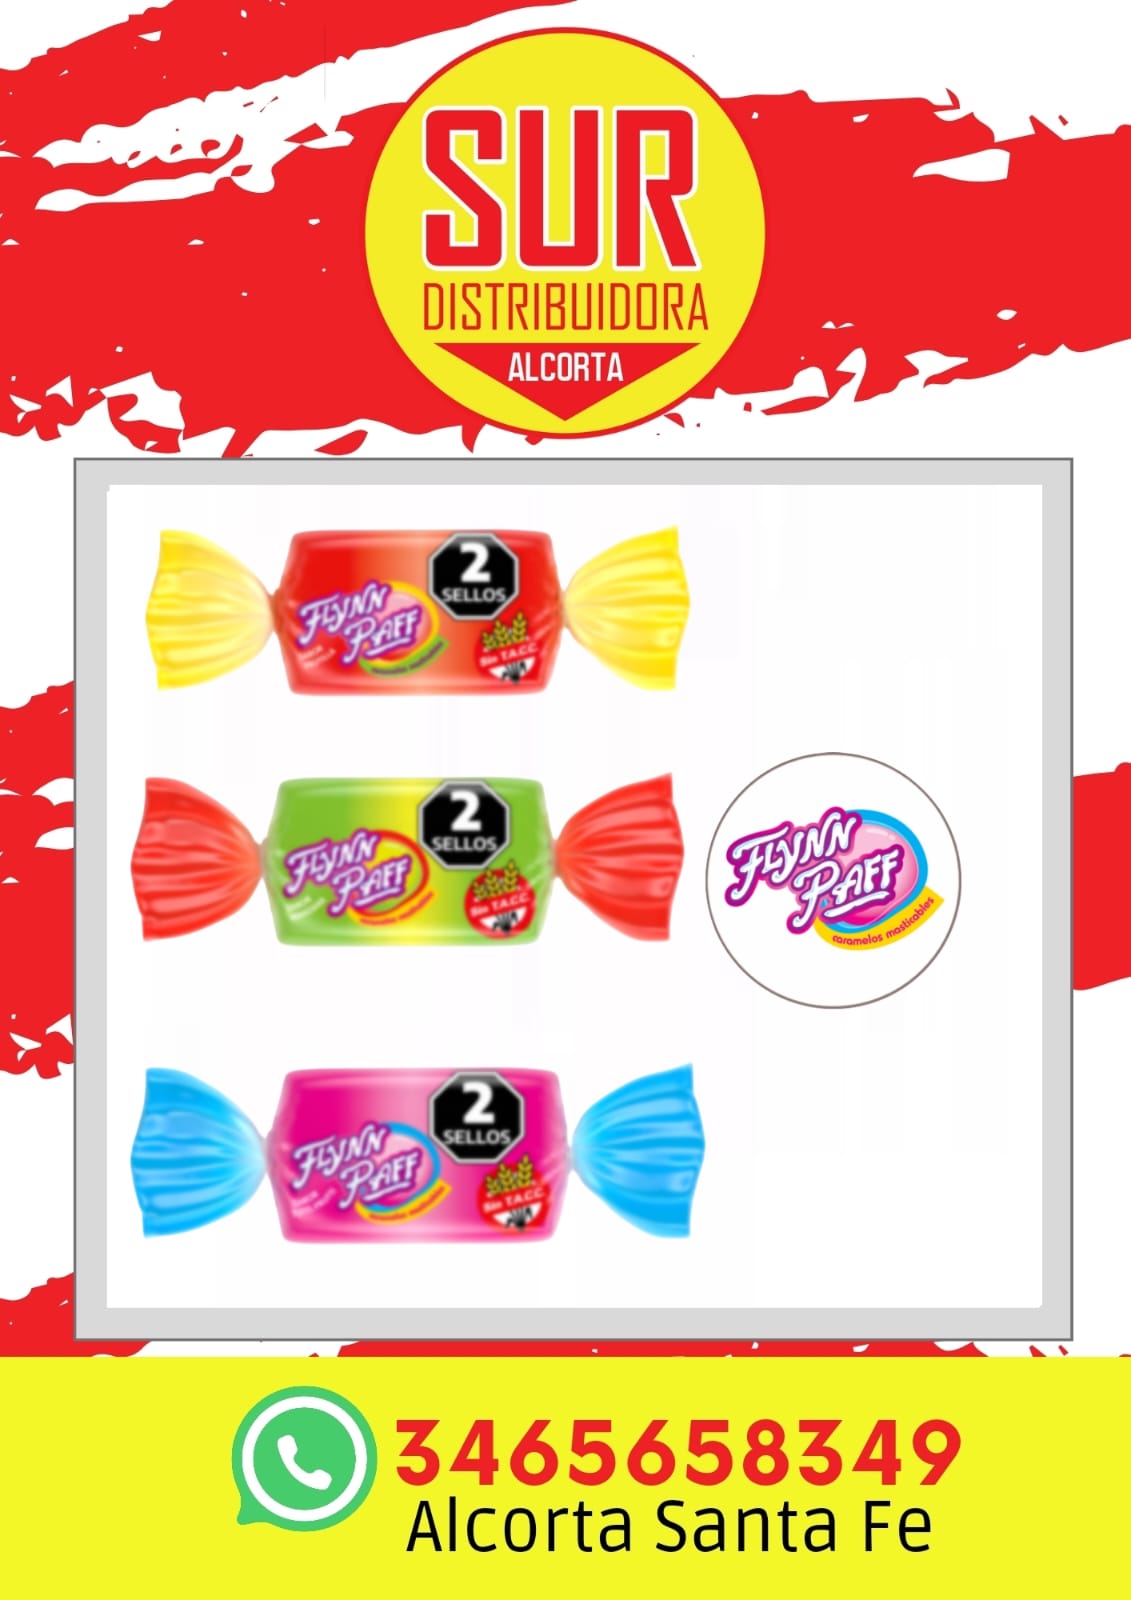 SUR
DISTRIBUIDORA
ALCORTA
2
SELLOS
FLYNN
PAFF
Sin T.A.C.C.
2
SELLOS
FLYNN
PAFF
Sin T.A.C.C.
FLYNN
PAFF
caramelos masticables
2
SELLOS
FLYNN
PAFF
Sin T.A.C.C.
3465658349
Alcorta Santa Fe